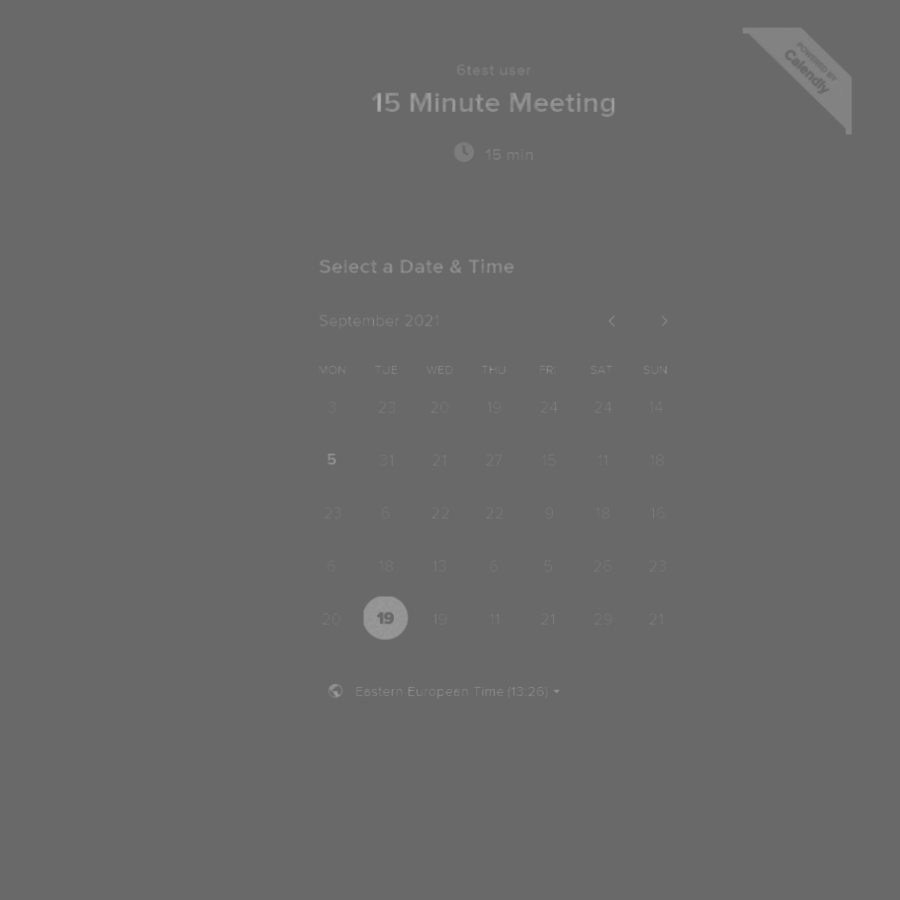 6test user
POWERED BY
Calendly
15 Minute Meeting
15 min
Select a Date & Time
September 2021
MON TUE WED THU FRI SAT SUN
3 23 20 19 24 24 14
5 31 21 27 15 11 18
23 6 22 22 9 18 16
6 18 13 6 5 26 23
20 19 19 11 21 29 21
Eastern European Time (13:26)